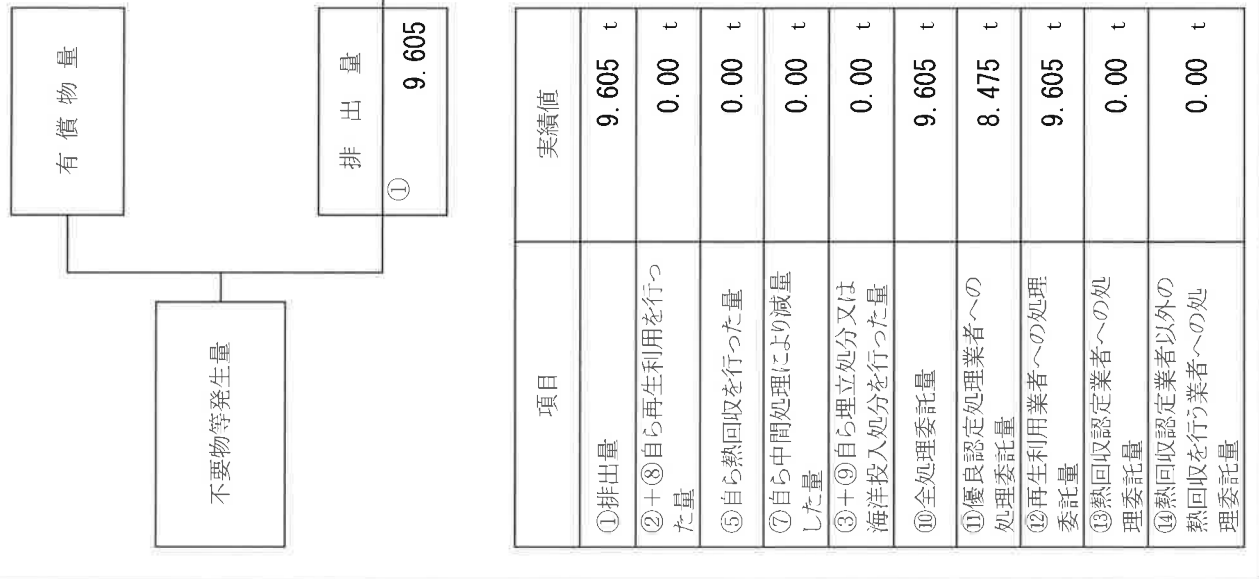 有償物量
排出量
① 9.605
不要物等発生量
項目 実績値
①排出量 9.605 t
②+⑧自ら再生利用を行っ
た量 0.00 t
⑤自ら熱回収を行った量 0.00 t
⑦自ら中間処理により減量
した量 0.00 t
③+⑨自ら埋立処分又は
海洋投入処分を行った量 0.00 t
⑩全処理委託量 9.605 t
⑪優良認定処理業者への
処理委託量 8.475 t
⑫再生利用業者への処理
委託量 9.605 t
⑬熱回収認定業者への処
理委託量 0.00 t
⑭熱回収認定業者以外の
熱回収を行う業者への処
理委託量 0.00 t